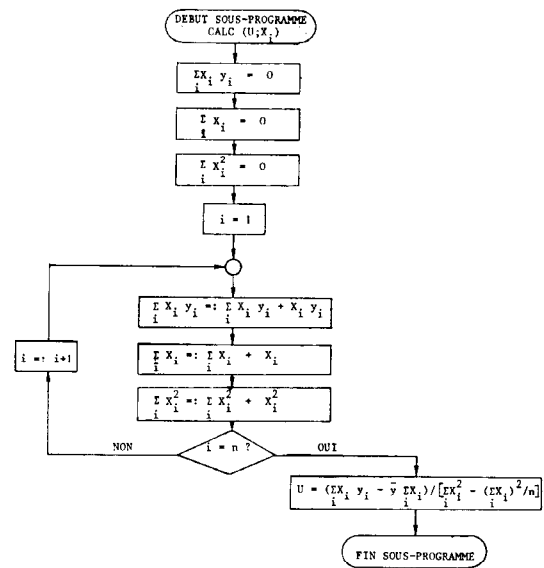 DEBUT SOUS-PROGRAMME
CALC (U;X_i)
Σ_i X_i y_i = 0
Σ_i X_i = 0
Σ_i X_i^2 = 0
i = 1
Σ_i X_i y_i =: Σ_i X_i y_i + X_i y_i
i =: i+1
Σ_i X_i =: Σ_i X_i + X_i
Σ_i X_i^2 =: Σ_i X_i^2 + X_i^2
NON
i = n ?
OUI
U = (Σ_i X_i y_i - ȳ Σ_i X_i)/[Σ_i X_i^2 - (Σ_i X_i)^2/n]
FIN SOUS-PROGRAMME